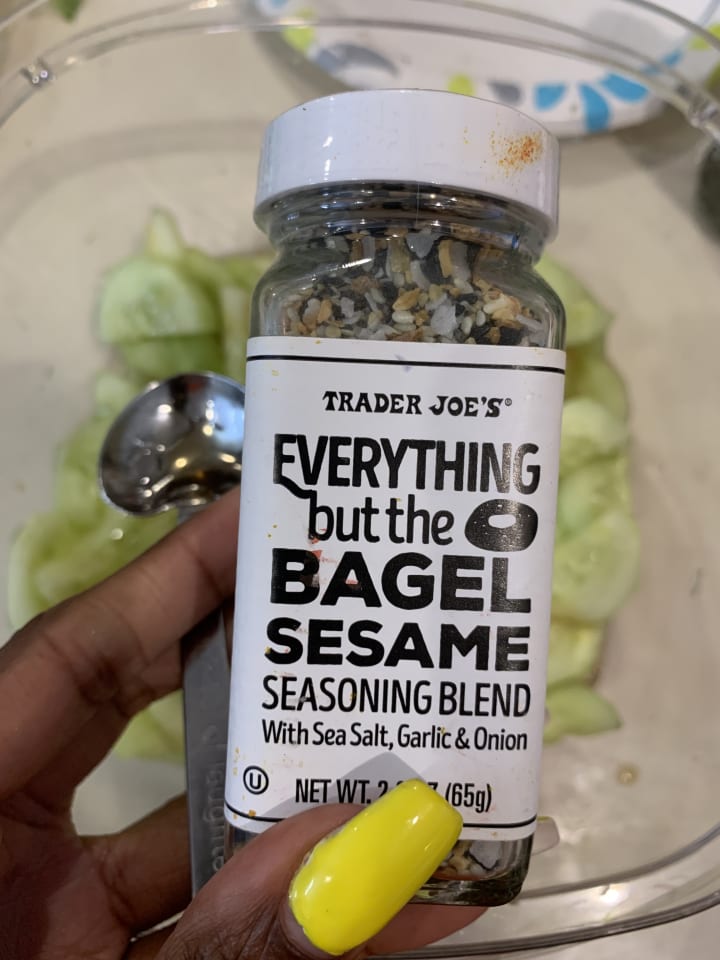 TRADER JOE'S®
EVERYTHING
but the
BAGEL
SESAME
SEASONING BLEND
With Sea Salt, Garlic & Onion
U
NET WT. (65g)